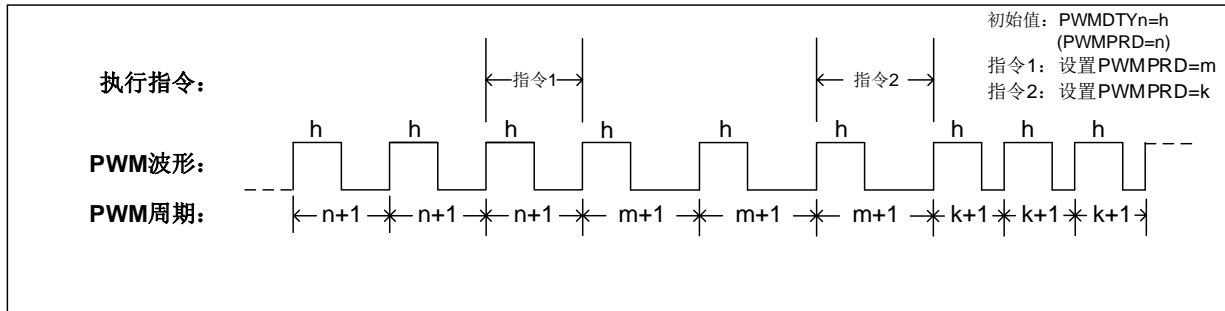 初始值：PWMDTYn=h
(PWMPRD=n)
指令1：设置PWMPRD=m
指令2：设置PWMPRD=k
执行指令：
指令1
指令2
h h h h h h h h h
PWM波形：
PWM周期：
n+1 n+1 n+1 m+1 m+1 m+1 k+1 k+1 k+1